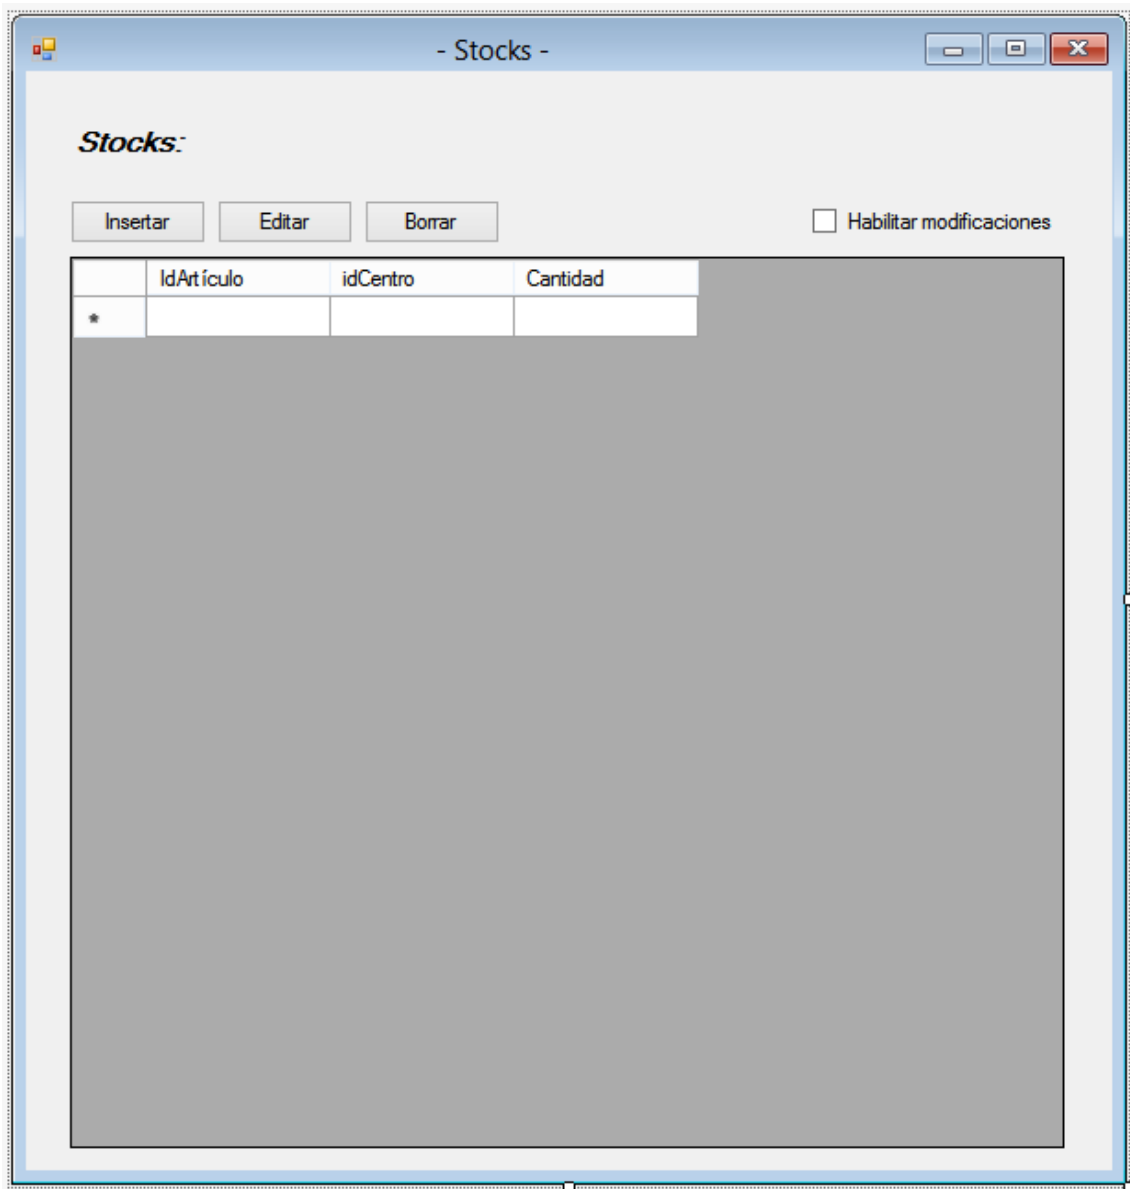 - Stocks -
Stocks:
Insertar Editar Borrar Habilitar modificaciones
IdArtículo idCentro Cantidad
*